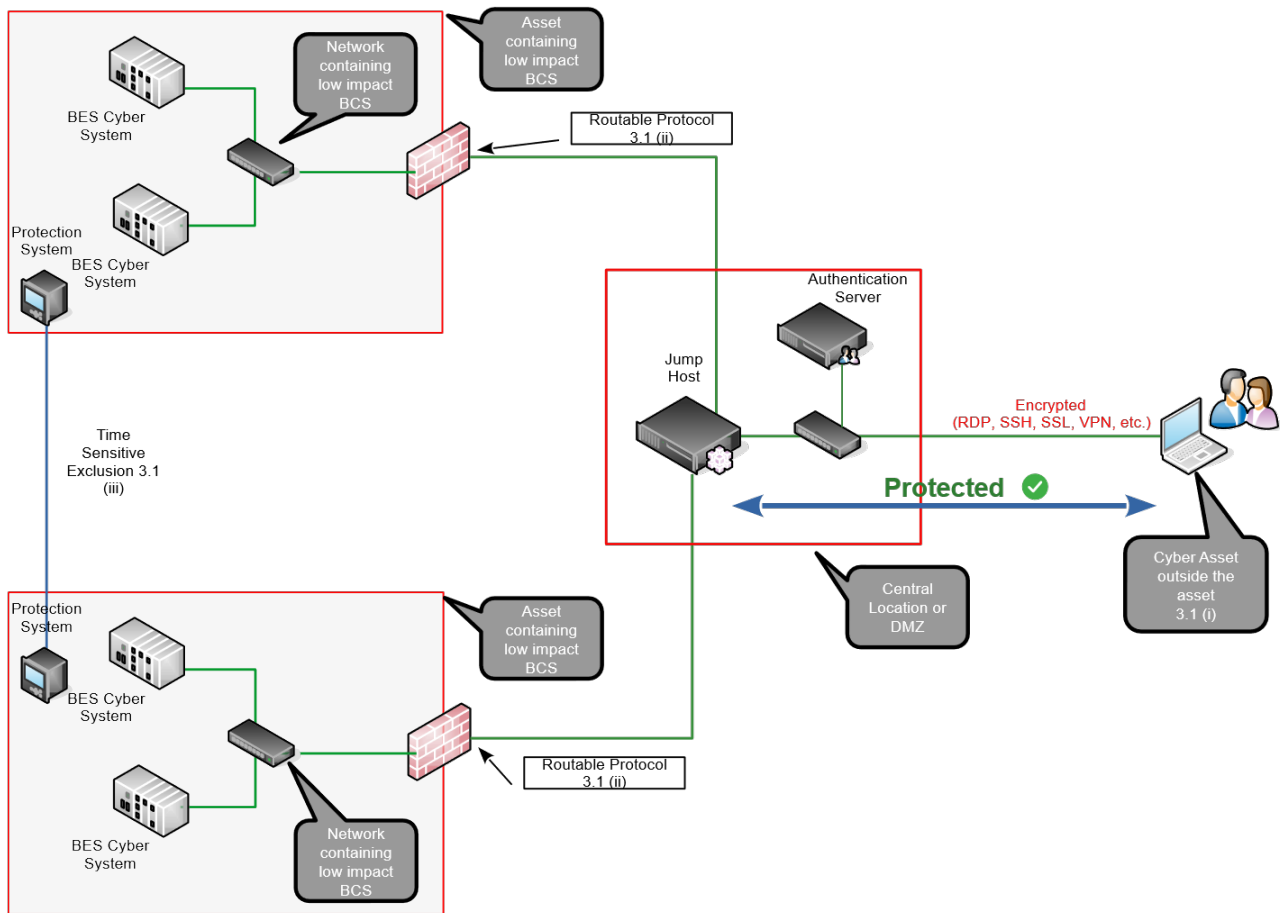 Asset
containing
low impact
BCS
Network
containing
low impact
BCS
BES Cyber
System
Routable Protocol
3.1 (ii)
Protection
System
BES Cyber
System
Authentication
Server
Jump
Host
Encrypted
(RDP, SSH, SSL, VPN, etc.)
Time
Sensitive
Exclusion 3.1
(iii)
Protected
Cyber Asset
outside the
asset
3.1 (i)
Central
Location or
DMZ
Protection
System
Asset
containing
low impact
BCS
BES Cyber
System
Routable Protocol
3.1 (ii)
Network
containing
low impact
BCS
BES Cyber
System